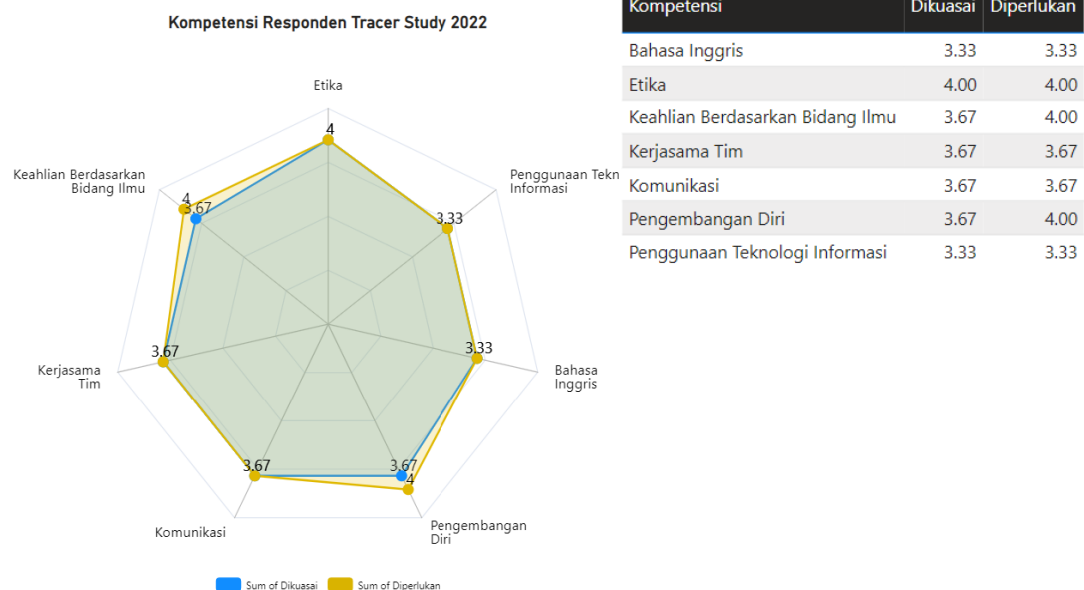 Kompetensi Responden Tracer Study 2022
Etika
4
Keahlian Berdasarkan
Bidang Ilmu
4
3.67
Penggunaan Tekn
Informasi
3.33
Kerjasama
Tim
3.67
3.33
Bahasa
Inggris
3.67
3.67
4
Komunikasi
Pengembangan
Diri
Sum of Dikuasai Sum of Diperlukan
Kompetensi Dikuasai Diperlukan
Bahasa Inggris 3.33 3.33
Etika 4.00 4.00
Keahlian Berdasarkan Bidang Ilmu 3.67 4.00
Kerjasama Tim 3.67 3.67
Komunikasi 3.67 3.67
Pengembangan Diri 3.67 4.00
Penggunaan Teknologi Informasi 3.33 3.33